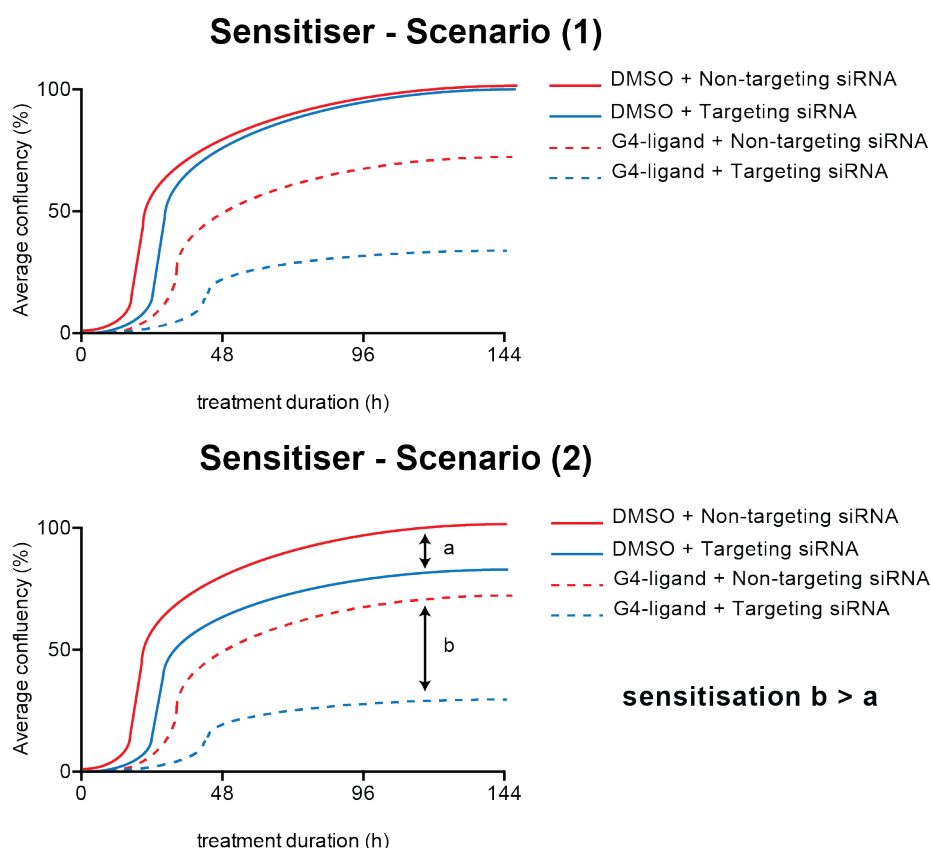 Sensitiser - Scenario (1)
Average confluency (%)
100
50
0
0
48
96
144
treatment duration (h)
DMSO + Non-targeting siRNA
DMSO + Targeting siRNA
G4-ligand + Non-targeting siRNA
G4-ligand + Targeting siRNA
Sensitiser - Scenario (2)
Average confluency (%)
100
50
0
0
48
96
144
a
b
treatment duration (h)
DMSO + Non-targeting siRNA
DMSO + Targeting siRNA
G4-ligand + Non-targeting siRNA
G4-ligand + Targeting siRNA
sensitisation b > a